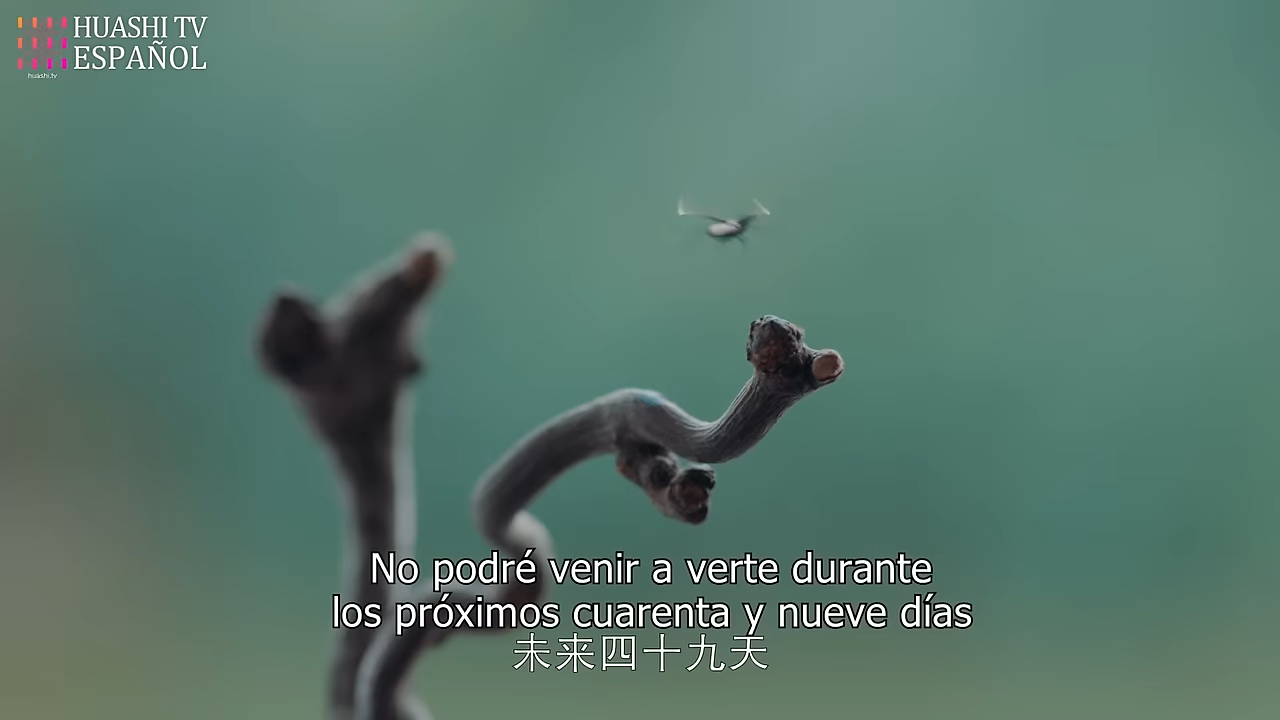 HUASHI TV
ESPAÑOL
huashi.tv
No podré venir a verte durante
los próximos cuarenta y nueve días
未来四十九天